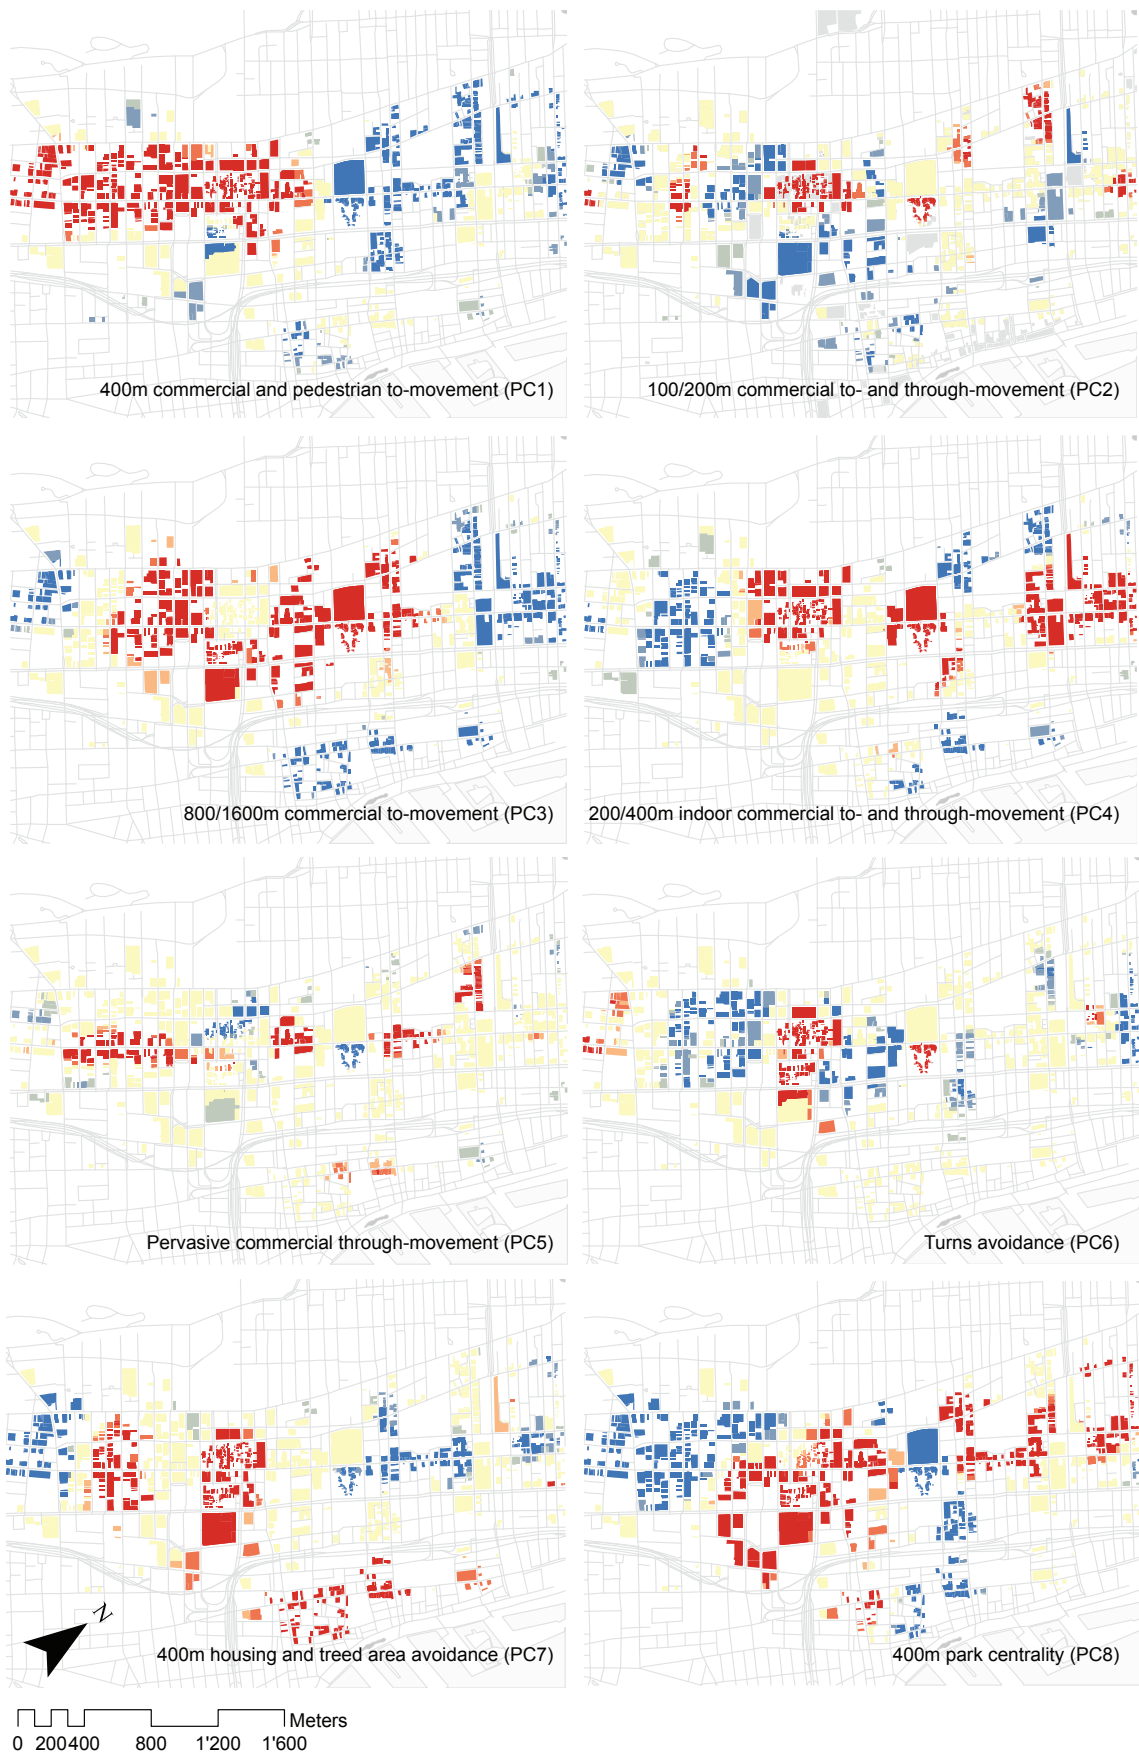 400m commercial and pedestrian to-movement (PC1)
100/200m commercial to- and through-movement (PC2)
800/1600m commercial to-movement (PC3)
200/400m indoor commercial to- and through-movement (PC4)
Pervasive commercial through-movement (PC5)
Turns avoidance (PC6)
N
400m housing and treed area avoidance (PC7)
400m park centrality (PC8)
Meters
0 200 400 800 1'200 1'600